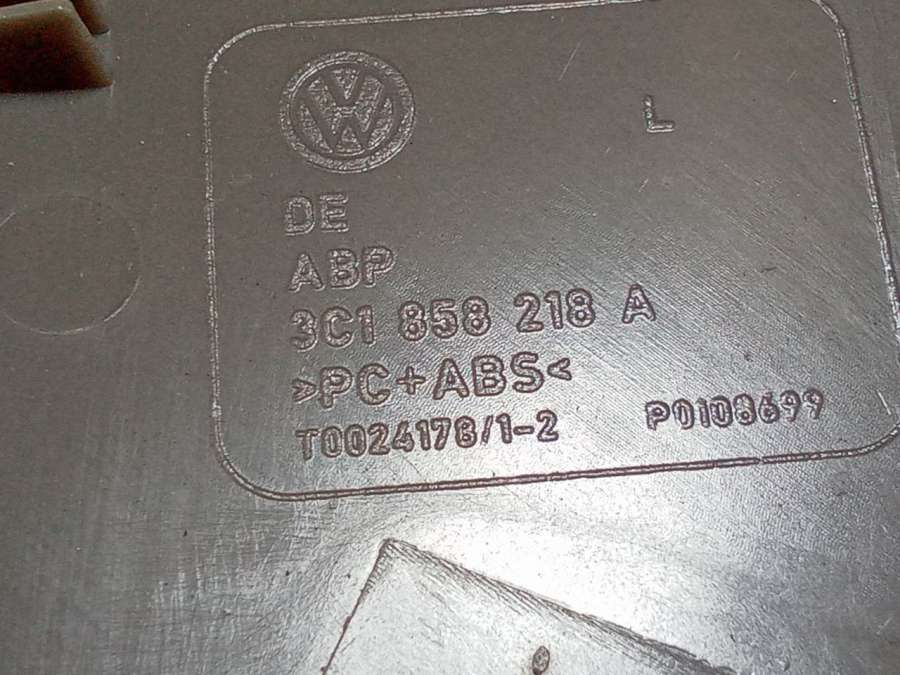 L
DE
ABP
3C1 858 218 A
>PC+ABS<
T0024178/1-2 P0108699